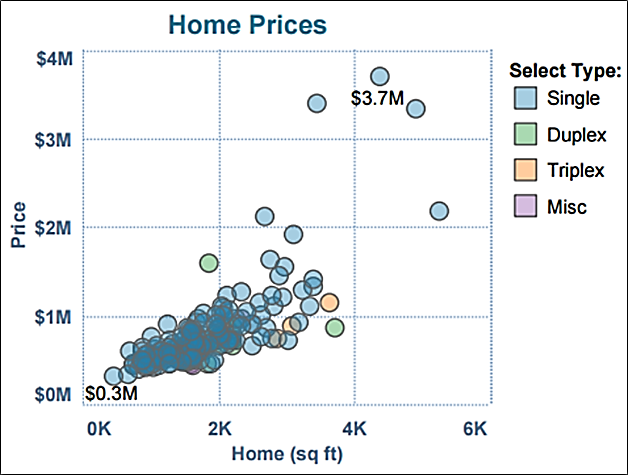 Home Prices
$4M
$3M
$2M
$1M
$0M
Price
$3.7M
$0.3M
0K
2K
4K
6K
Home (sq ft)
Select Type:
Single
Duplex
Triplex
Misc